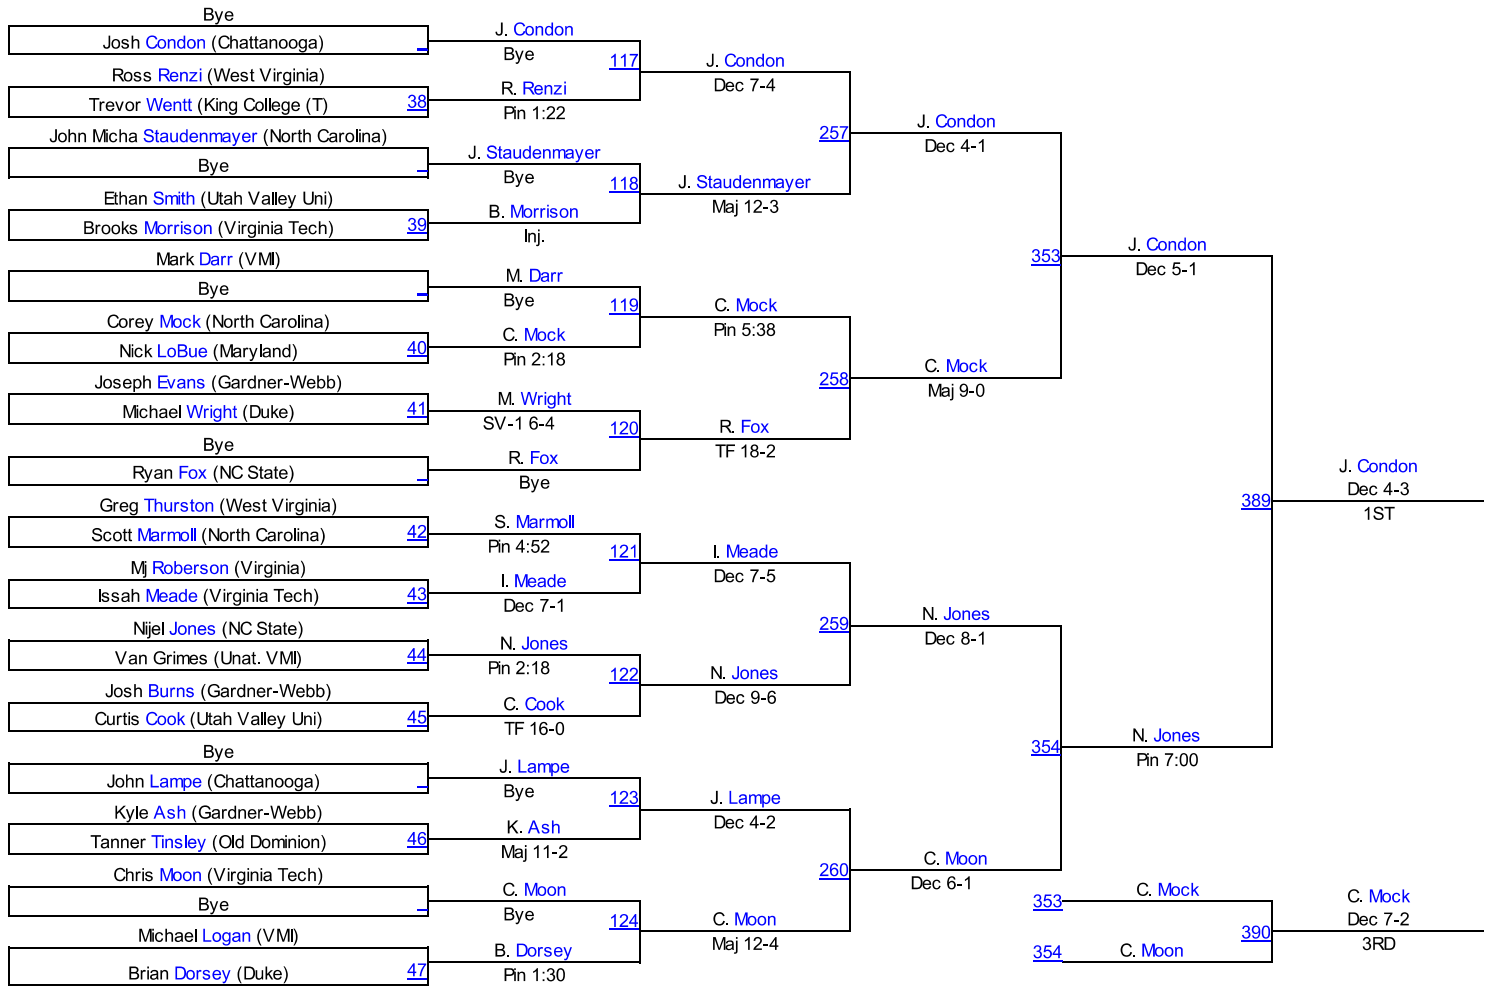 Bye
Josh Condon (Chattanooga)
Ross Renzi (West Virginia)
Trevor Wentt (King College (T) 38
John Micha Staudenmayer (North Carolina)
Bye
Ethan Smith (Utah Valley Uni)
Brooks Morrison (Virginia Tech) 39
Mark Darr (VMI)
Bye
Corey Mock (North Carolina)
Nick LoBue (Maryland) 40
Joseph Evans (Gardner-Webb)
Michael Wright (Duke) 41
Bye
Ryan Fox (NC State)
Greg Thurston (West Virginia)
Scott Marmoll (North Carolina) 42
Mj Roberson (Virginia)
Issah Meade (Virginia Tech) 43
Nijel Jones (NC State)
Van Grimes (Unat. VMI) 44
Josh Burns (Gardner-Webb)
Curtis Cook (Utah Valley Uni) 45
Bye
John Lampe (Chattanooga)
Kyle Ash (Gardner-Webb)
Tanner Tinsley (Old Dominion) 46
Chris Moon (Virginia Tech)
Bye
Michael Logan (VMI)
Brian Dorsey (Duke) 47
J. Condon
Bye
117
R. Renzi
Pin 1:22
J. Staudenmayer
Bye
118
B. Morrison
Inj.
M. Darr
Bye
119
C. Mock
Pin 2:18
M. Wright
SV-1 6-4
120
R. Fox
Bye
S. Marmoll
Pin 4:52
121
I. Meade
Dec 7-1
N. Jones
Pin 2:18
122
C. Cook
TF 16-0
J. Lampe
Bye
123
K. Ash
Maj 11-2
C. Moon
Bye
124
B. Dorsey
Pin 1:30
J. Condon
Dec 7-4
257
J. Staudenmayer
Maj 12-3
C. Mock
Pin 5:38
258
R. Fox
TF 18-2
I. Meade
Dec 7-5
259
N. Jones
Dec 9-6
J. Lampe
Dec 4-2
260
C. Moon
Maj 12-4
J. Condon
Dec 4-1
353
C. Mock
Maj 9-0
N. Jones
Dec 8-1
354
C. Moon
Dec 6-1
J. Condon
Dec 5-1
389
N. Jones
Pin 7:00
J. Condon
Dec 4-3
1ST
353 C. Mock
390
354 C. Moon
C. Mock
Dec 7-2
3RD